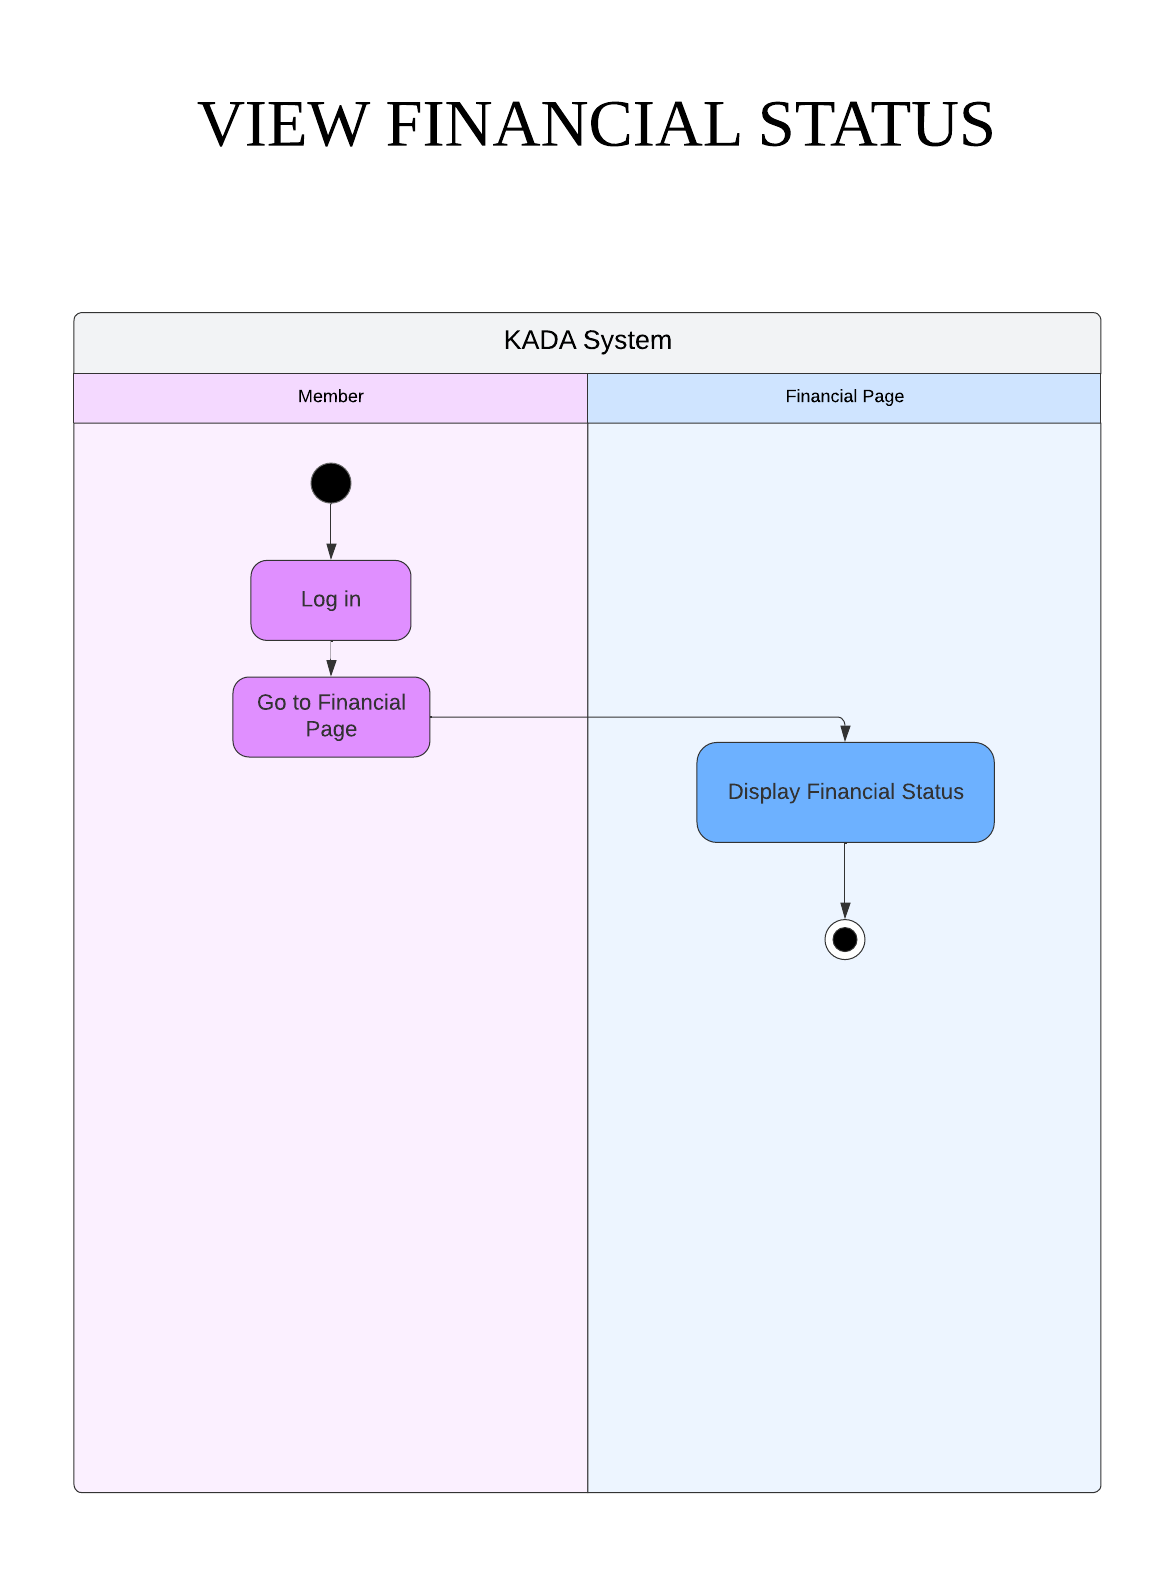 VIEW FINANCIAL STATUS
KADA System
Member
Financial Page
Log in
Go to Financial
Page
Display Financial Status